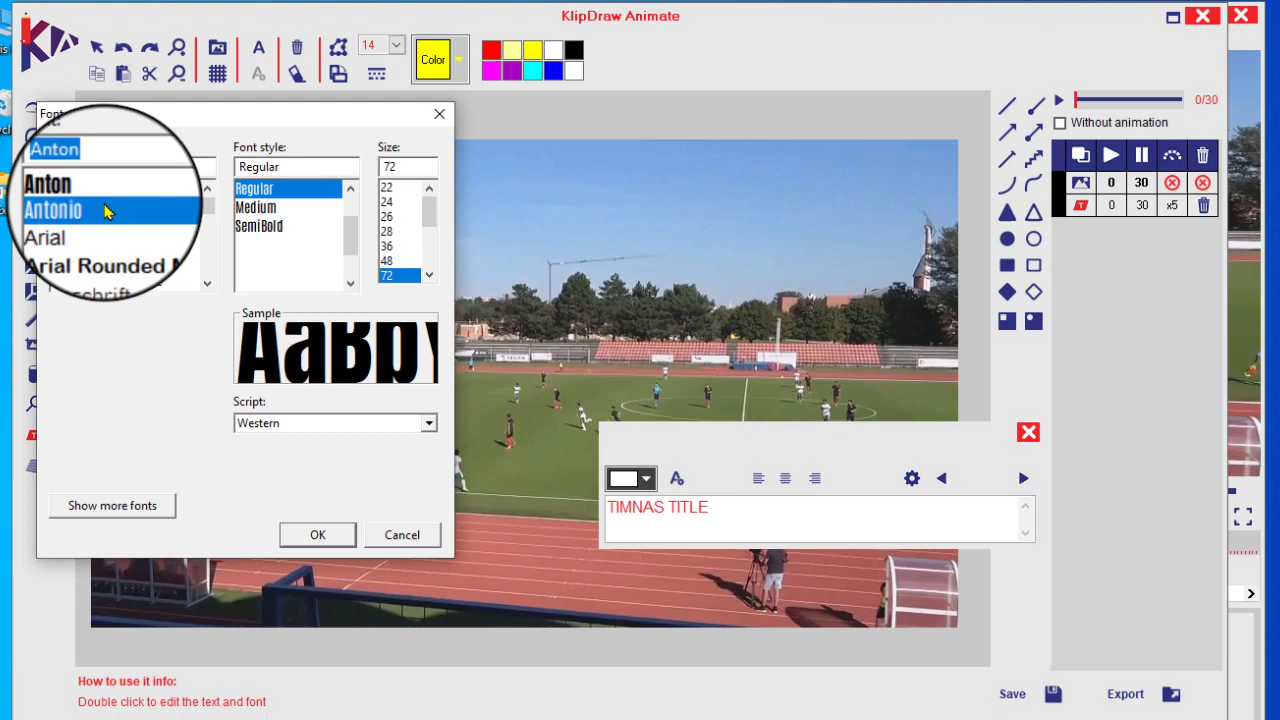 KlipDraw Animate
14
Color
0/30
Without animation
0 30
T 0 30 x5
Font
Anton
Anton
Antonio
Arial
Arial Rounded
Font style:
Regular
Regular
Medium
SemiBold
Size:
72
22
24
26
28
36
48
72
Sample
AaBb
Script:
Western
Show more fonts
OK
Cancel
TIMNAS TITLE
How to use it info:
Double click to edit the text and font
Save
Export